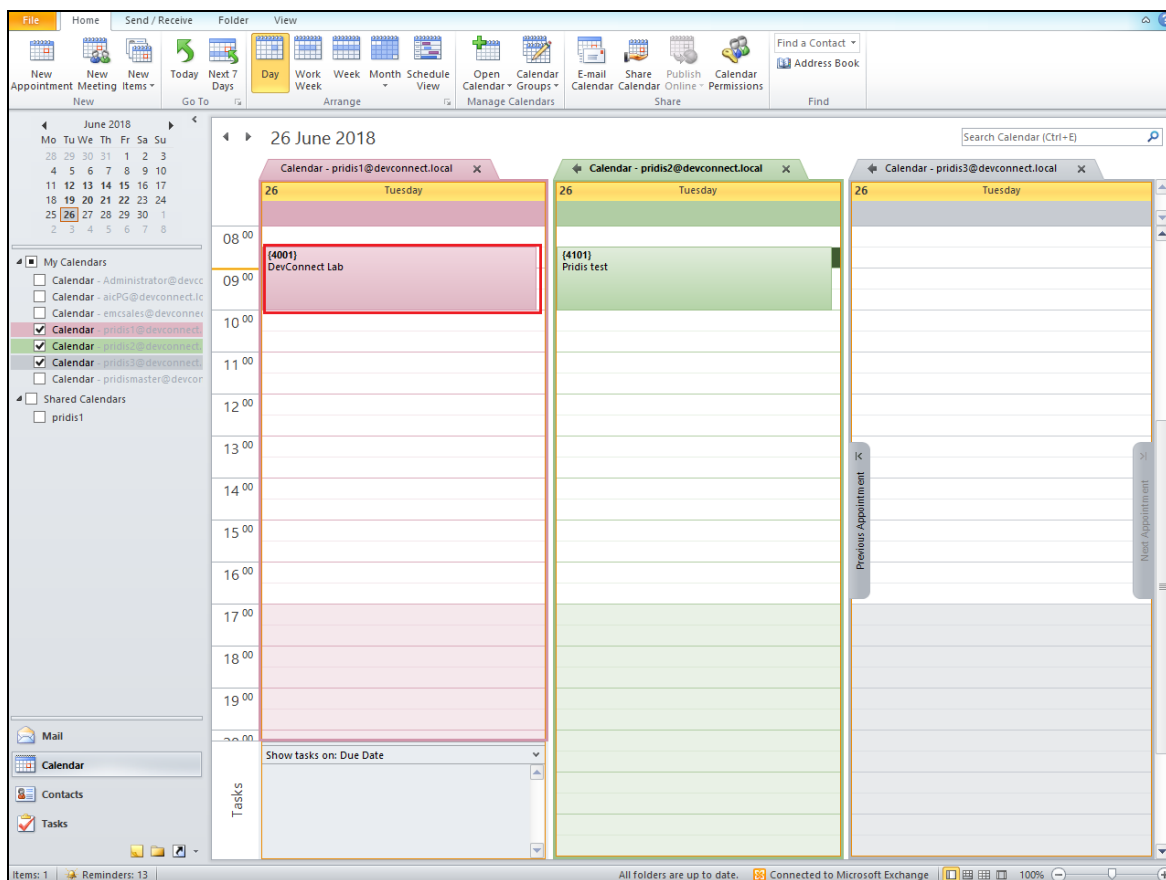 File Home Send / Receive Folder View
New Appointment New Meeting New Items Today Next 7 Days Day Work Week Week Month Schedule View Open Calendar Calendar Groups E-mail Calendar Share Calendar Publish Online Calendar Permissions Find a Contact Address Book
New Go To Arrange Manage Calendars Share Find
June 2018
Mo Tu We Th Fr Sa Su
28 29 30 31 1 2 3
4 5 6 7 8 9 10
11 12 13 14 15 16 17
18 19 20 21 22 23 24
25 26 27 28 29 30 1
2 3 4 5 6 7 8
My Calendars
Calendar - Administrator@devcc
Calendar - aicPG@devconnect.lc
Calendar - emcsales@devconnec
Calendar - pridis1@devconnect.
Calendar - pridis2@devconnect.
Calendar - pridis3@devconnect.
Calendar - pridismaster@devcor
Shared Calendars
pridis1
Mail
Calendar
Contacts
Tasks
26 June 2018
Search Calendar (Ctrl+E)
Calendar - pridis1@devconnect.local
Calendar - pridis2@devconnect.local
Calendar - pridis3@devconnect.local
26 Tuesday
26 Tuesday
26 Tuesday
08 00
09 00
10 00
11 00
12 00
13 00
14 00
15 00
16 00
17 00
18 00
19 00
{4001}
DevConnect Lab
{4101}
Pridis test
Previous Appointment
Next Appointment
Tasks
Show tasks on: Due Date
Items: 1 Reminders: 13 All folders are up to date. Connected to Microsoft Exchange 100%